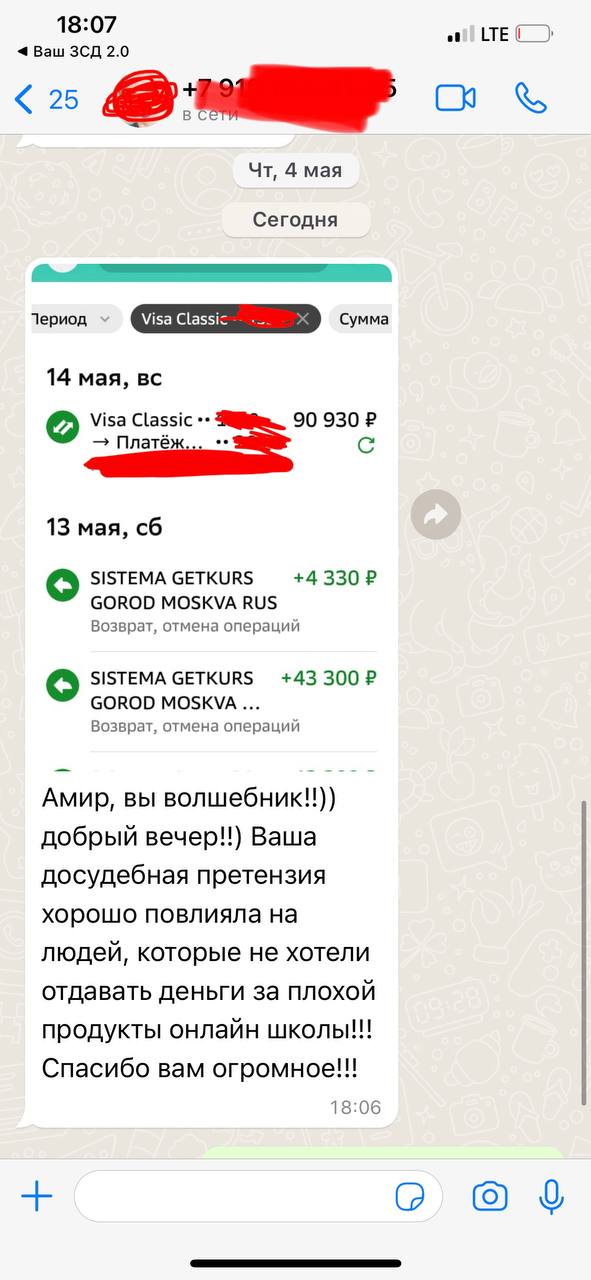 18:07
LTE
Ваш ЗСД 2.0
25
+7 91 5
в сети
Чт, 4 мая
Сегодня
Период
Visa Classic ··
Сумма
14 мая, вс
Visa Classic ·· 90 930 ₽
→ Платёж... ··
13 мая, сб
SISTEMA GETKURS +4 330 ₽
GOROD MOSKVA RUS
Возврат, отмена операций
SISTEMA GETKURS +43 300 ₽
GOROD MOSKVA ...
Возврат, отмена операций
Амир, вы волшебник!!))
добрый вечер!!) Ваша
досудебная претензия
хорошо повлияла на
людей, которые не хотели
отдавать деньги за плохой
продукты онлайн школы!!!
Спасибо вам огромное!!!
18:06